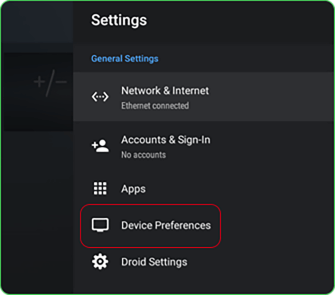 Settings
General Settings
Network & Internet
Ethernet connected
Accounts & Sign-In
No accounts
Apps
Device Preferences
Droid Settings
+/-